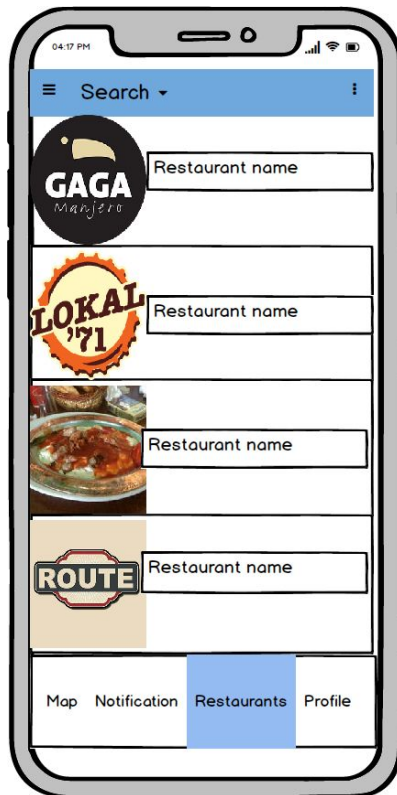 04:17 PM
Search
GAGA
Manjero
Restaurant name
LOKAL
'71
Restaurant name
Restaurant name
ROUTE
Restaurant name
Map Notification Restaurants Profile